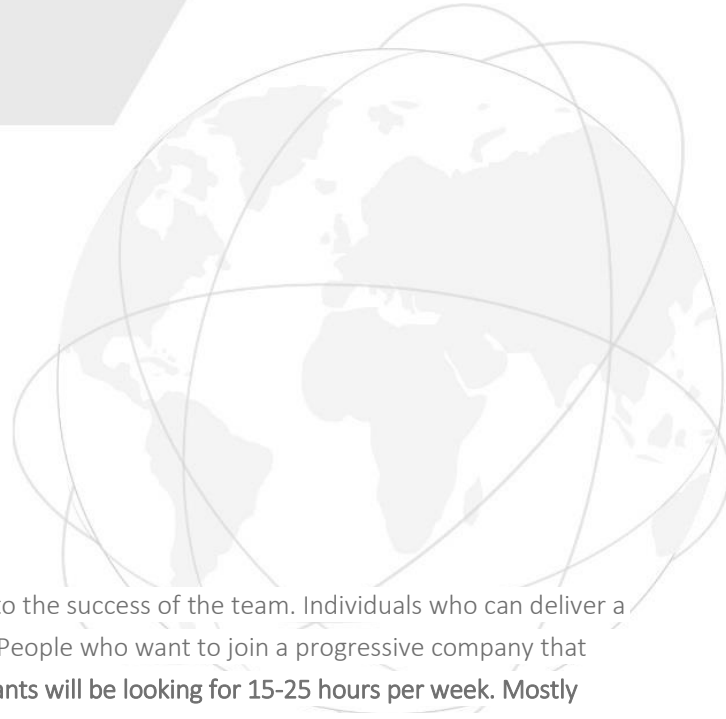 to the success of the team. Individuals who can deliver a
People who want to join a progressive company that
ants will be looking for 15-25 hours per week. Mostly